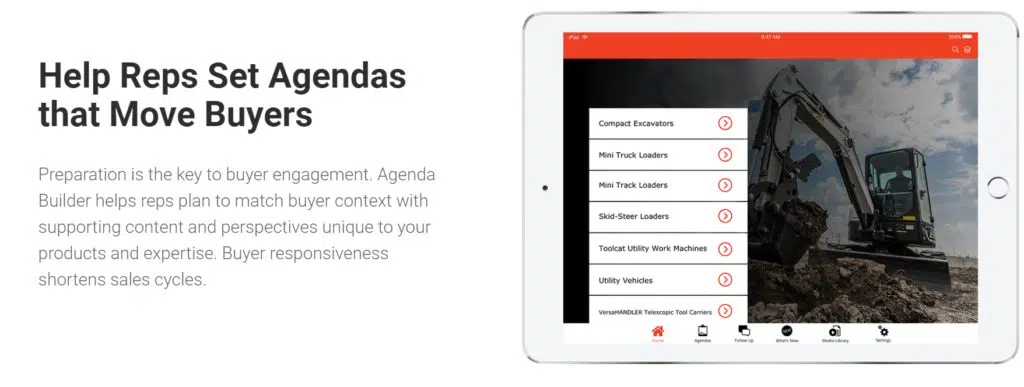 Help Reps Set Agendas
that Move Buyers
Preparation is the key to buyer engagement. Agenda
Builder helps reps plan to match buyer context with
supporting content and perspectives unique to your
products and expertise. Buyer responsiveness
shortens sales cycles.
iPad 9:41 AM 100%
Compact Excavators
Mini Truck Loaders
Mini Track Loaders
Skid-Steer Loaders
Toolcat Utility Work Machines
Utility Vehicles
VersaHANDLER Telescopic Tool Carriers
Home Agendas Follow Up What's New Media Library Settings